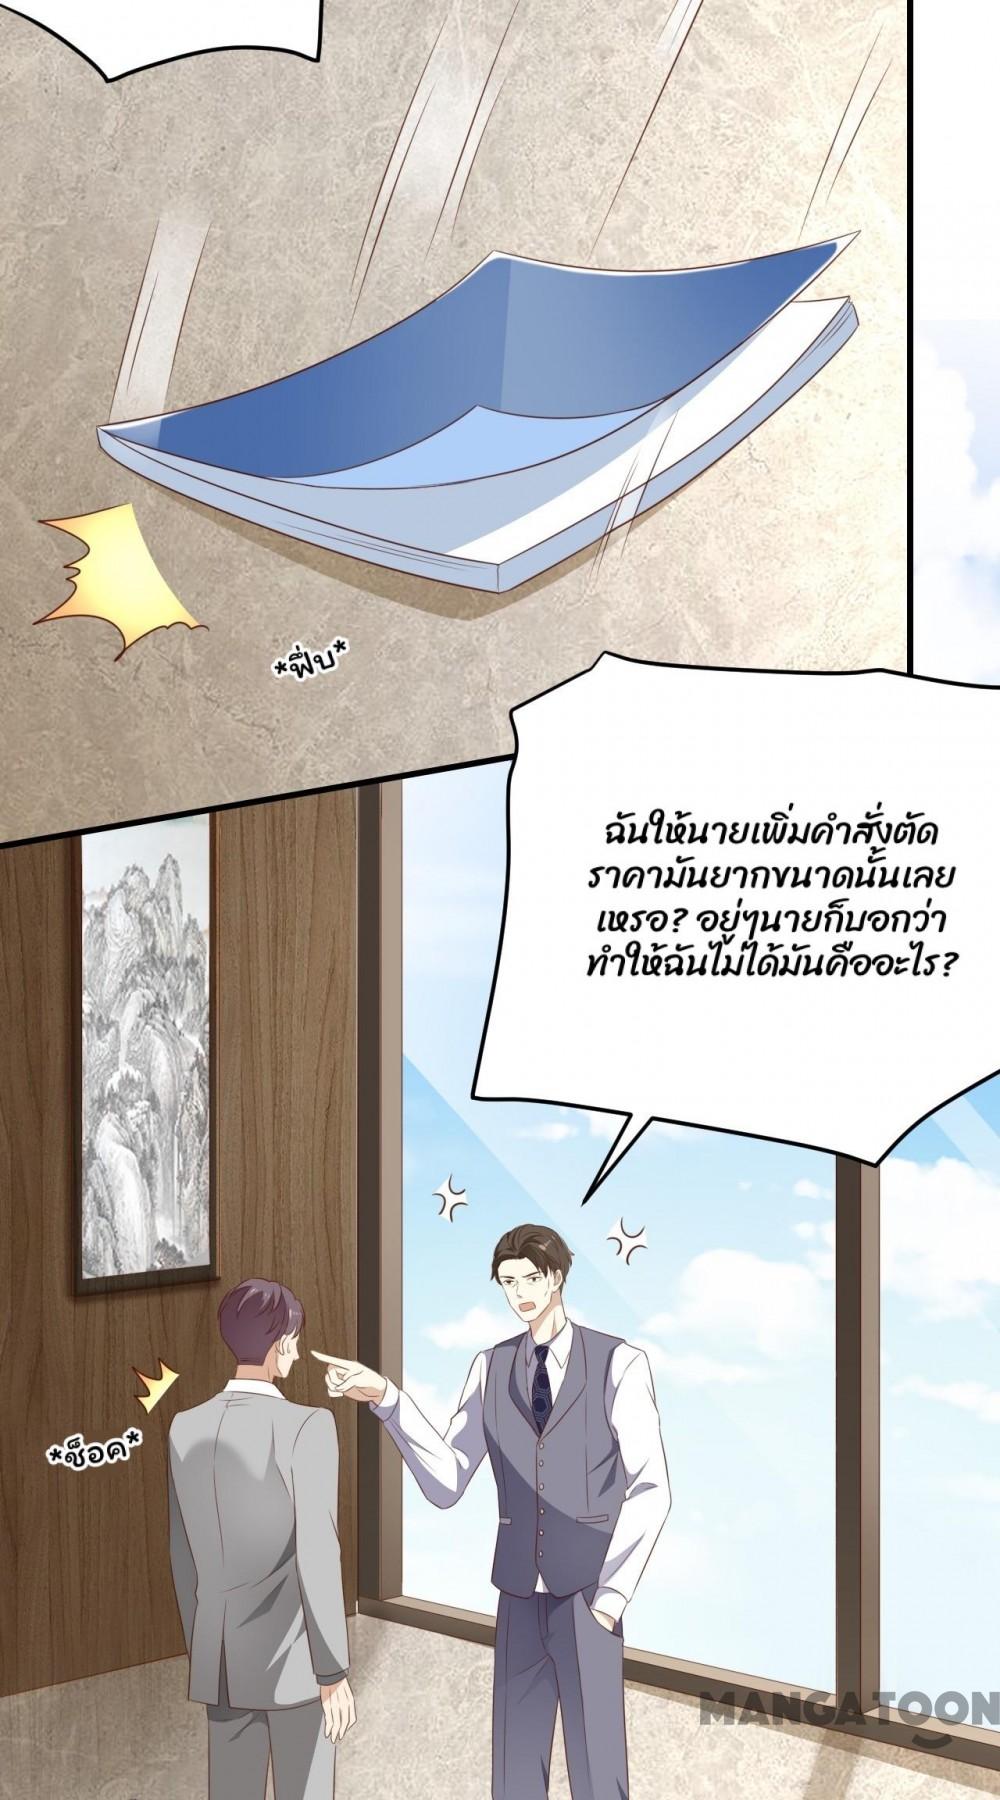 *ฟึ่บ*
ฉันให้นายเพิ่มคำสั่งตัด
ราคามันยากขนาดนั้นเลย
เหรอ? อยู่ๆนายก็บอกว่า
ทำให้ฉันไม่ได้มันคืออะไร?
*ช็อค*
MANGATOON